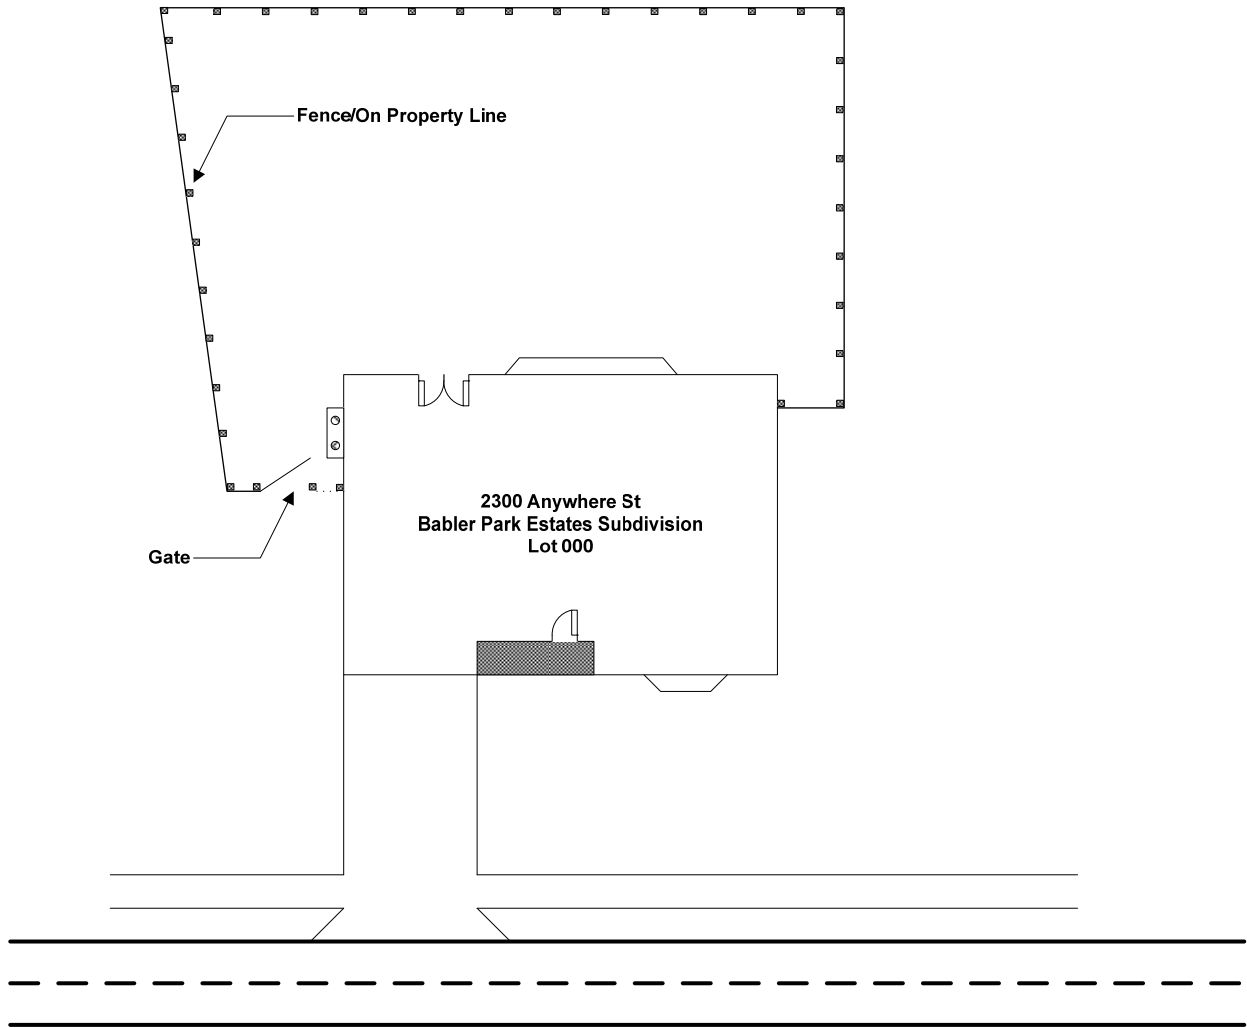 Fence/On Property Line
2300 Anywhere St
Babler Park Estates Subdivision
Lot 000
Gate